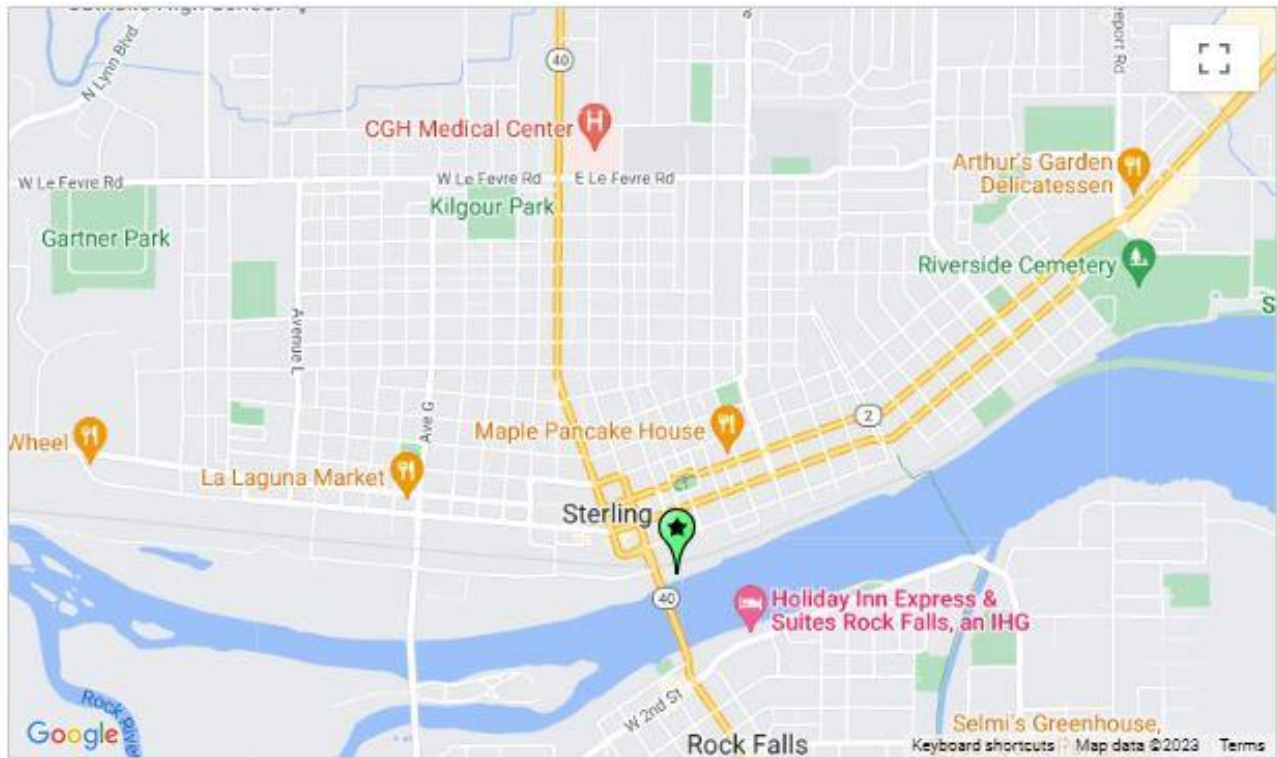 N Lynn Blvd
40
eport Rd
CGH Medical Center
H
Arthur's Garden
Delicatessen
W Le Fevre Rd
W Le Fevre Rd
E Le Fevre Rd
Kilgour Park
Gartner Park
Riverside Cemetery
S
Avenue L
Ave G
2
Wheel
Maple Pancake House
La Laguna Market
Sterling
40
Holiday Inn Express &
Suites Rock Falls, an IHG
Rock Rive
W 2nd St
Selmi's Greenhouse,
Google
Rock Falls
Keyboard shortcuts
Map data ©2023
Terms